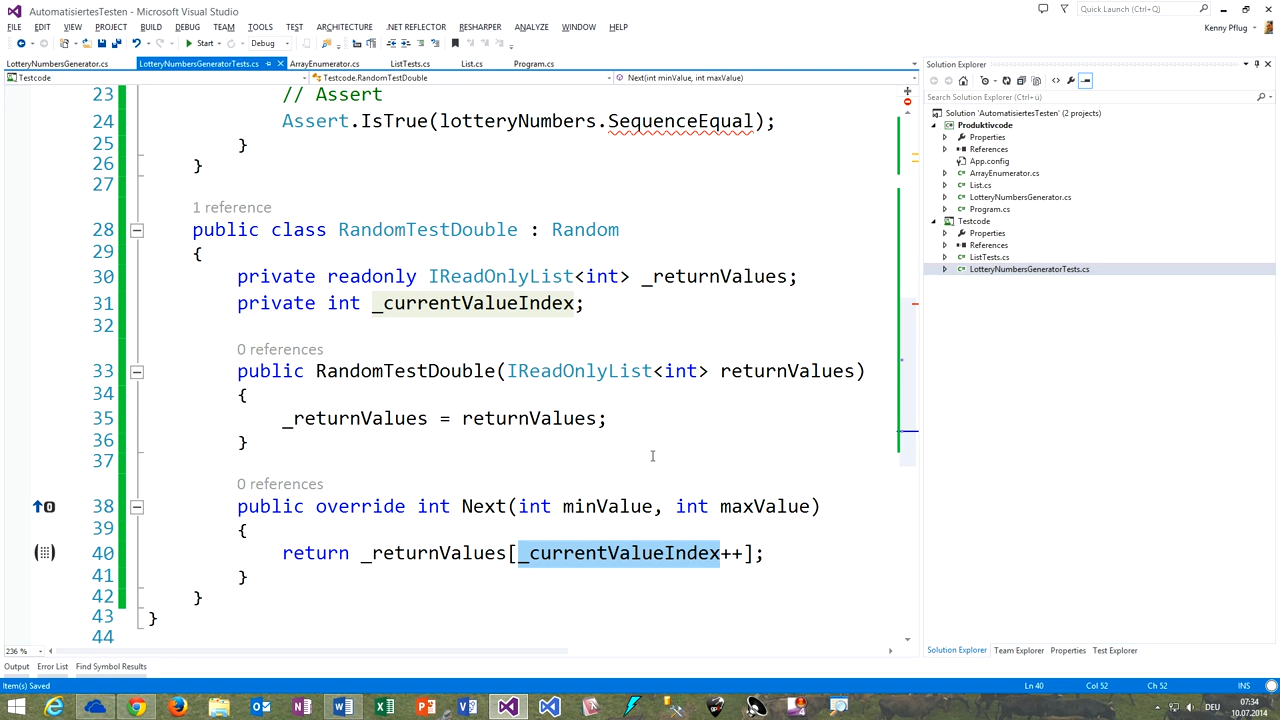 AutomatisiertesTesten - Microsoft Visual Studio
Quick Launch (Ctrl+Q)
FILE EDIT VIEW PROJECT BUILD DEBUG TEAM TOOLS TEST ARCHITECTURE .NET REFLECTOR RESHARPER ANALYZE WINDOW HELP
Kenny Pflug
Start Debug
LotteryNumbersGenerator.cs LotteryNumbersGeneratorTests.cs ArrayEnumerator.cs ListTests.cs List.cs Program.cs
Testcode Testcode.RandomTestDouble Next(int minValue, int maxValue)
23 // Assert
24 Assert.IsTrue(lotteryNumbers.SequenceEqual);
25 }
26 }
27
1 reference
28 public class RandomTestDouble : Random
29 {
30 private readonly IReadOnlyList<int> _returnValues;
31 private int _currentValueIndex;
32
0 references
33 public RandomTestDouble(IReadOnlyList<int> returnValues)
34 {
35 _returnValues = returnValues;
36 }
37
0 references
38 public override int Next(int minValue, int maxValue)
39 {
40 return _returnValues[_currentValueIndex++];
41 }
42 }
43 }
44
236 %
Solution Explorer
Search Solution Explorer (Ctrl+ü)
Solution 'AutomatisiertesTesten' (2 projects)
Produktivcode
Properties
References
App.config
ArrayEnumerator.cs
List.cs
LotteryNumbersGenerator.cs
Program.cs
Testcode
Properties
References
ListTests.cs
LotteryNumbersGeneratorTests.cs
Solution Explorer Team Explorer Properties Test Explorer
Output Error List Find Symbol Results
Item(s) Saved Ln 40 Col 52 Ch 52 INS
DEU
07:34
10.07.2014